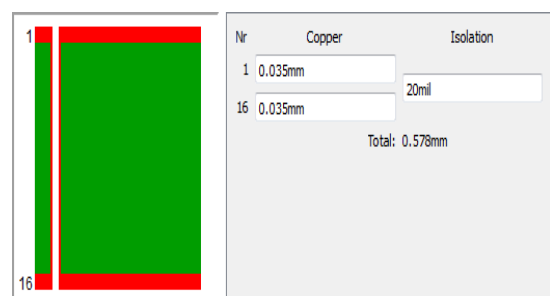 1
16
Nr Copper Isolation
1 0.035mm
20mil
16 0.035mm
Total: 0.578mm